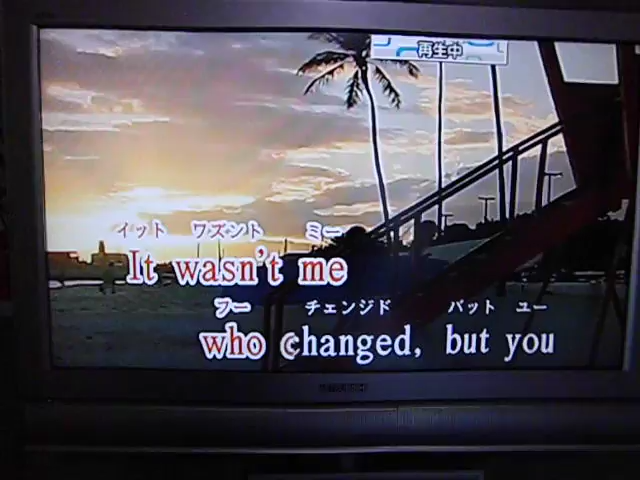 再生中
イット ワズント ミー
It wasn't me
フー チェンジド バット ユー
who changed, but you